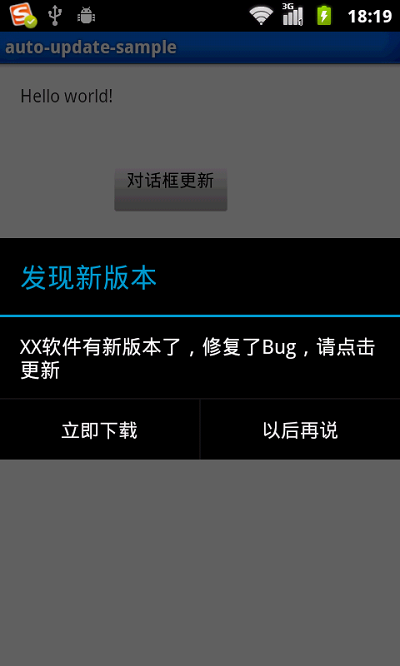 3G
18:19
auto-update-sample
Hello world!
对话框更新
发现新版本
XX软件有新版本了，修复了Bug，请点击
更新
立即下载
以后再说